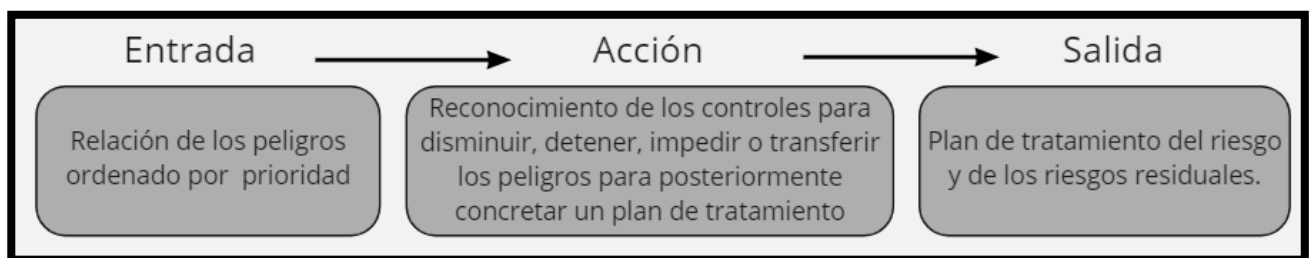 Entrada
Acción
Salida
Relación de los peligros
ordenado por prioridad
Reconocimiento de los controles para
disminuir, detener, impedir o transferir
los peligros para posteriormente
concretar un plan de tratamiento
Plan de tratamiento del riesgo
y de los riesgos residuales.